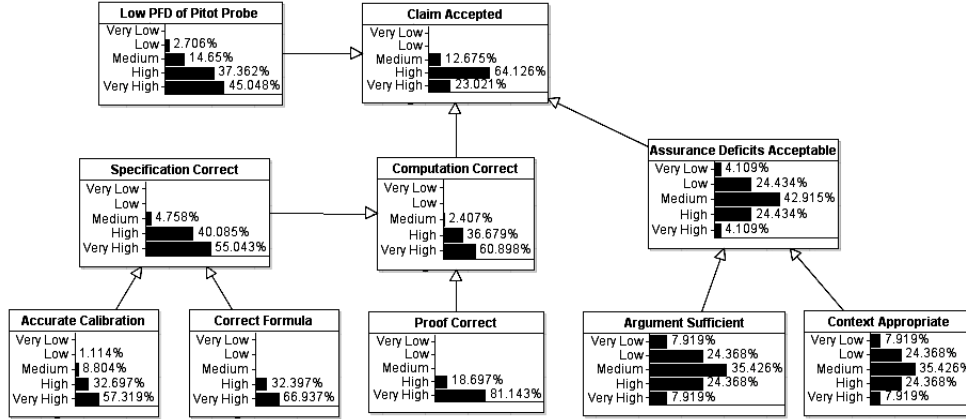 Low PFD of Pitot Probe
Very Low
Low 2.706%
Medium 14.65%
High 37.362%
Very High 45.048%
Claim Accepted
Very Low
Low
Medium 12.675%
High 64.126%
Very High 23.021%
Specification Correct
Very Low
Low
Medium 4.758%
High 40.085%
Very High 55.043%
Computation Correct
Very Low
Low
Medium 2.407%
High 36.679%
Very High 60.898%
Assurance Deficits Acceptable
Very Low 4.109%
Low 24.434%
Medium 42.915%
High 24.434%
Very High 4.109%
Accurate Calibration
Very Low
Low 1.114%
Medium 8.804%
High 32.697%
Very High 57.319%
Correct Formula
Very Low
Low
Medium
High 32.397%
Very High 66.937%
Proof Correct
Very Low
Low
Medium
High 18.697%
Very High 81.143%
Argument Sufficient
Very Low 7.919%
Low 24.368%
Medium 35.426%
High 24.368%
Very High 7.919%
Context Appropriate
Very Low 7.919%
Low 24.368%
Medium 35.426%
High 24.368%
Very High 7.919%